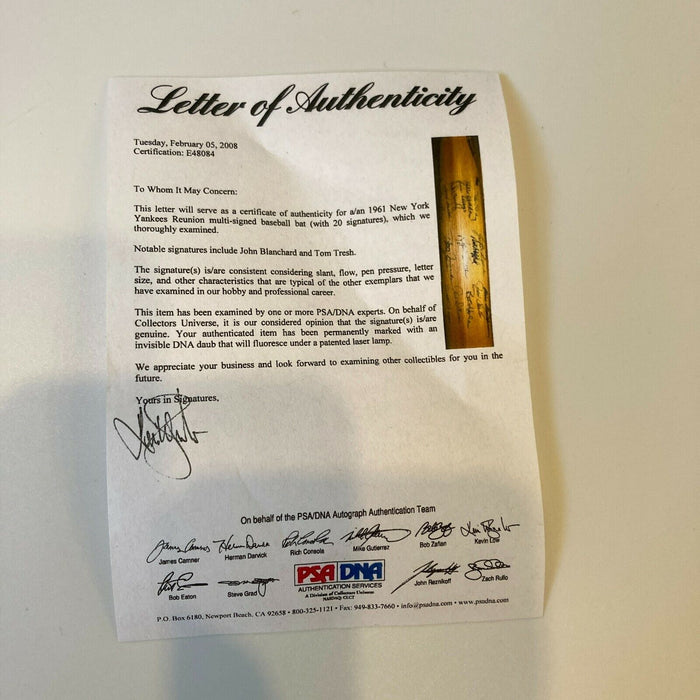 Letter of Authenticity
Tuesday, February 05, 2008
Certification: E48084
To Whom It May Concern:
This letter will serve as a certificate of authenticity for a/an 1961 New York
Yankees Reunion multi-signed baseball bat (with 20 signatures), which we
thoroughly examined.
Notable signatures include John Blanchard and Tom Tresh.
The signature(s) is/are consistent considering slant, flow, pen pressure, letter
size, and other characteristics that are typical of the other exemplars that we
have examined in our hobby and professional career.
This item has been examined by one or more PSA/DNA experts. On behalf of
Collectors Universe, it is our considered opinion that the signature(s) is/are
genuine. Your authenticated item has been permanently marked with an
invisible DNA daub that will fluoresce under a patented laser lamp.
We appreciate your business and look forward to examining other collectibles for you in the
future.
Yours in Signatures,
On behalf of the PSA/DNA Autograph Authentication Team
James Camner Herman Darvick Rich Consola Mike Gutierrez Bob Zafian Kevin Low
Bob Eaton Steve Grad John Reznikoff Zach Rullo
PSA DNA
AUTHENTICATION SERVICES
A Division of Collectors Universe
NASDAQ: CLCT
P.O. Box 6180, Newport Beach, CA 92658 • 800-325-1121 • Fax: 949-833-7660 • info@psadna.com • www.psadna.com